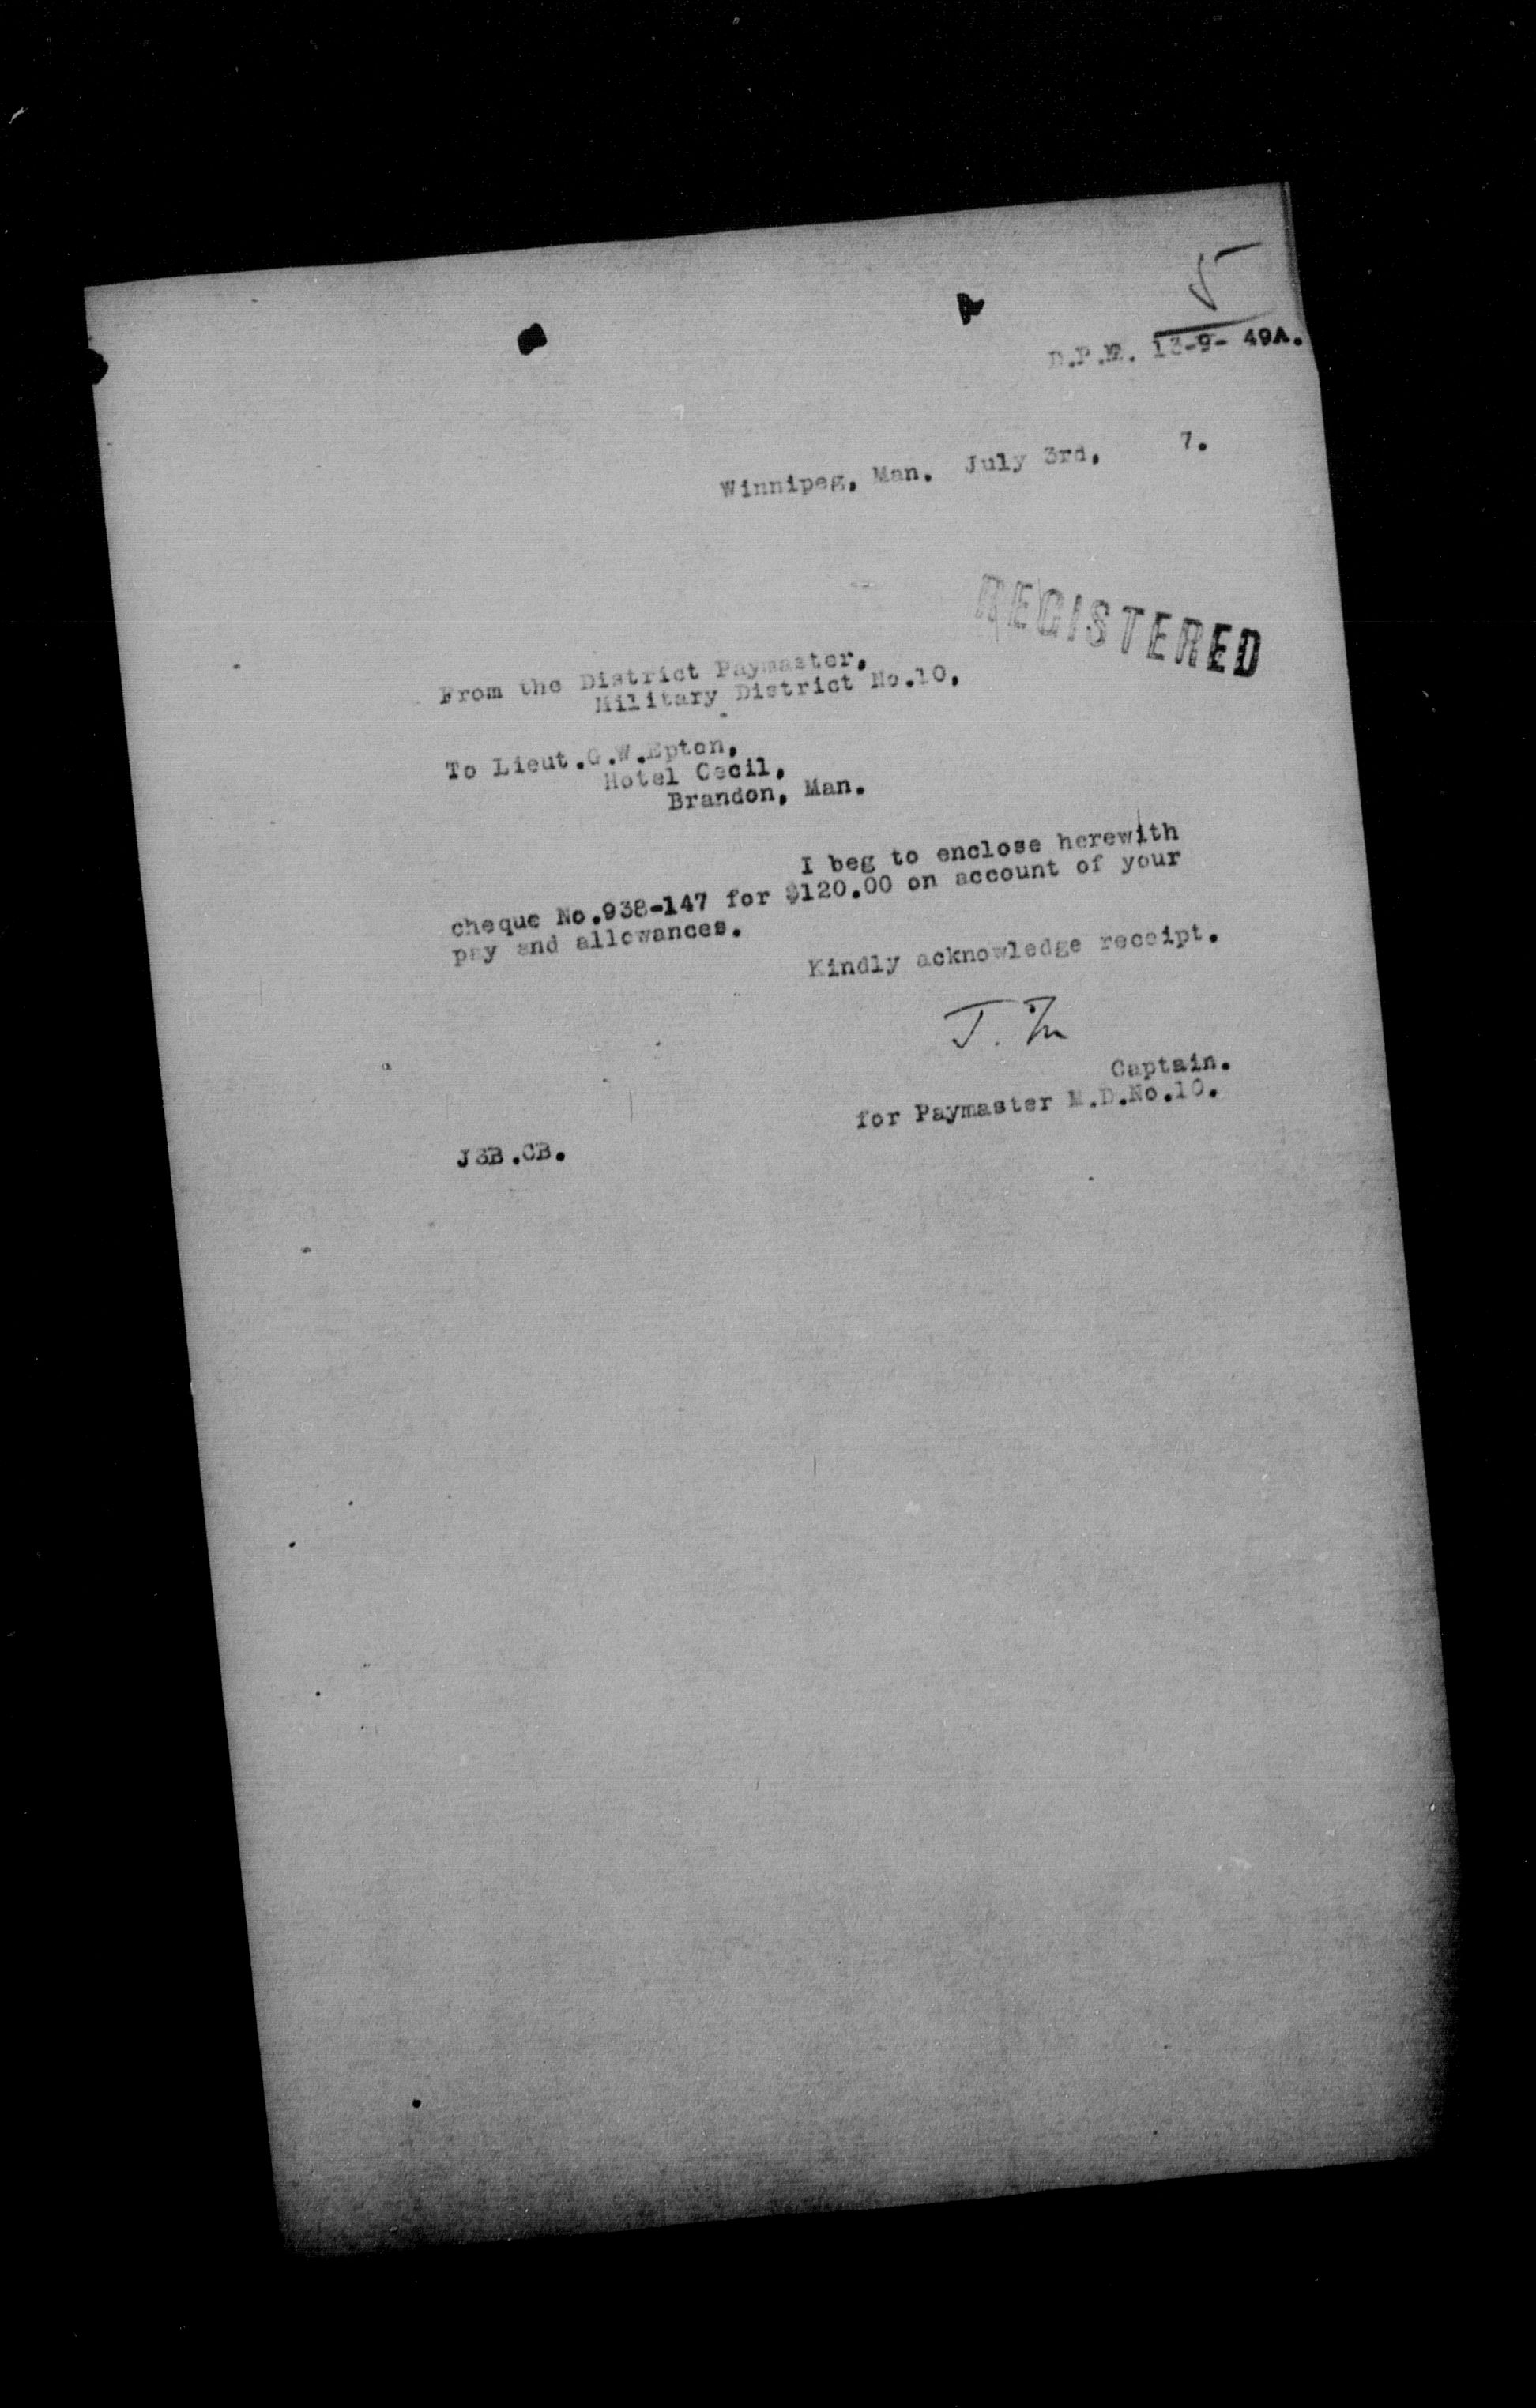 5
D.P.M. 13-9- 49A.
Winnipeg, Man. July 3rd, 7.
REGISTERED
From the District Paymaster,
Military District No.10,
To Lieut.G.W.Epton,
Hotel Cecil,
Brandon, Man.
I beg to enclose herewith
cheque No.938-147 for $120.00 on account of your
pay and allowances.
Kindly acknowledge receipt.
Captain.
for Paymaster M.D.No.10.
JSB.CB.